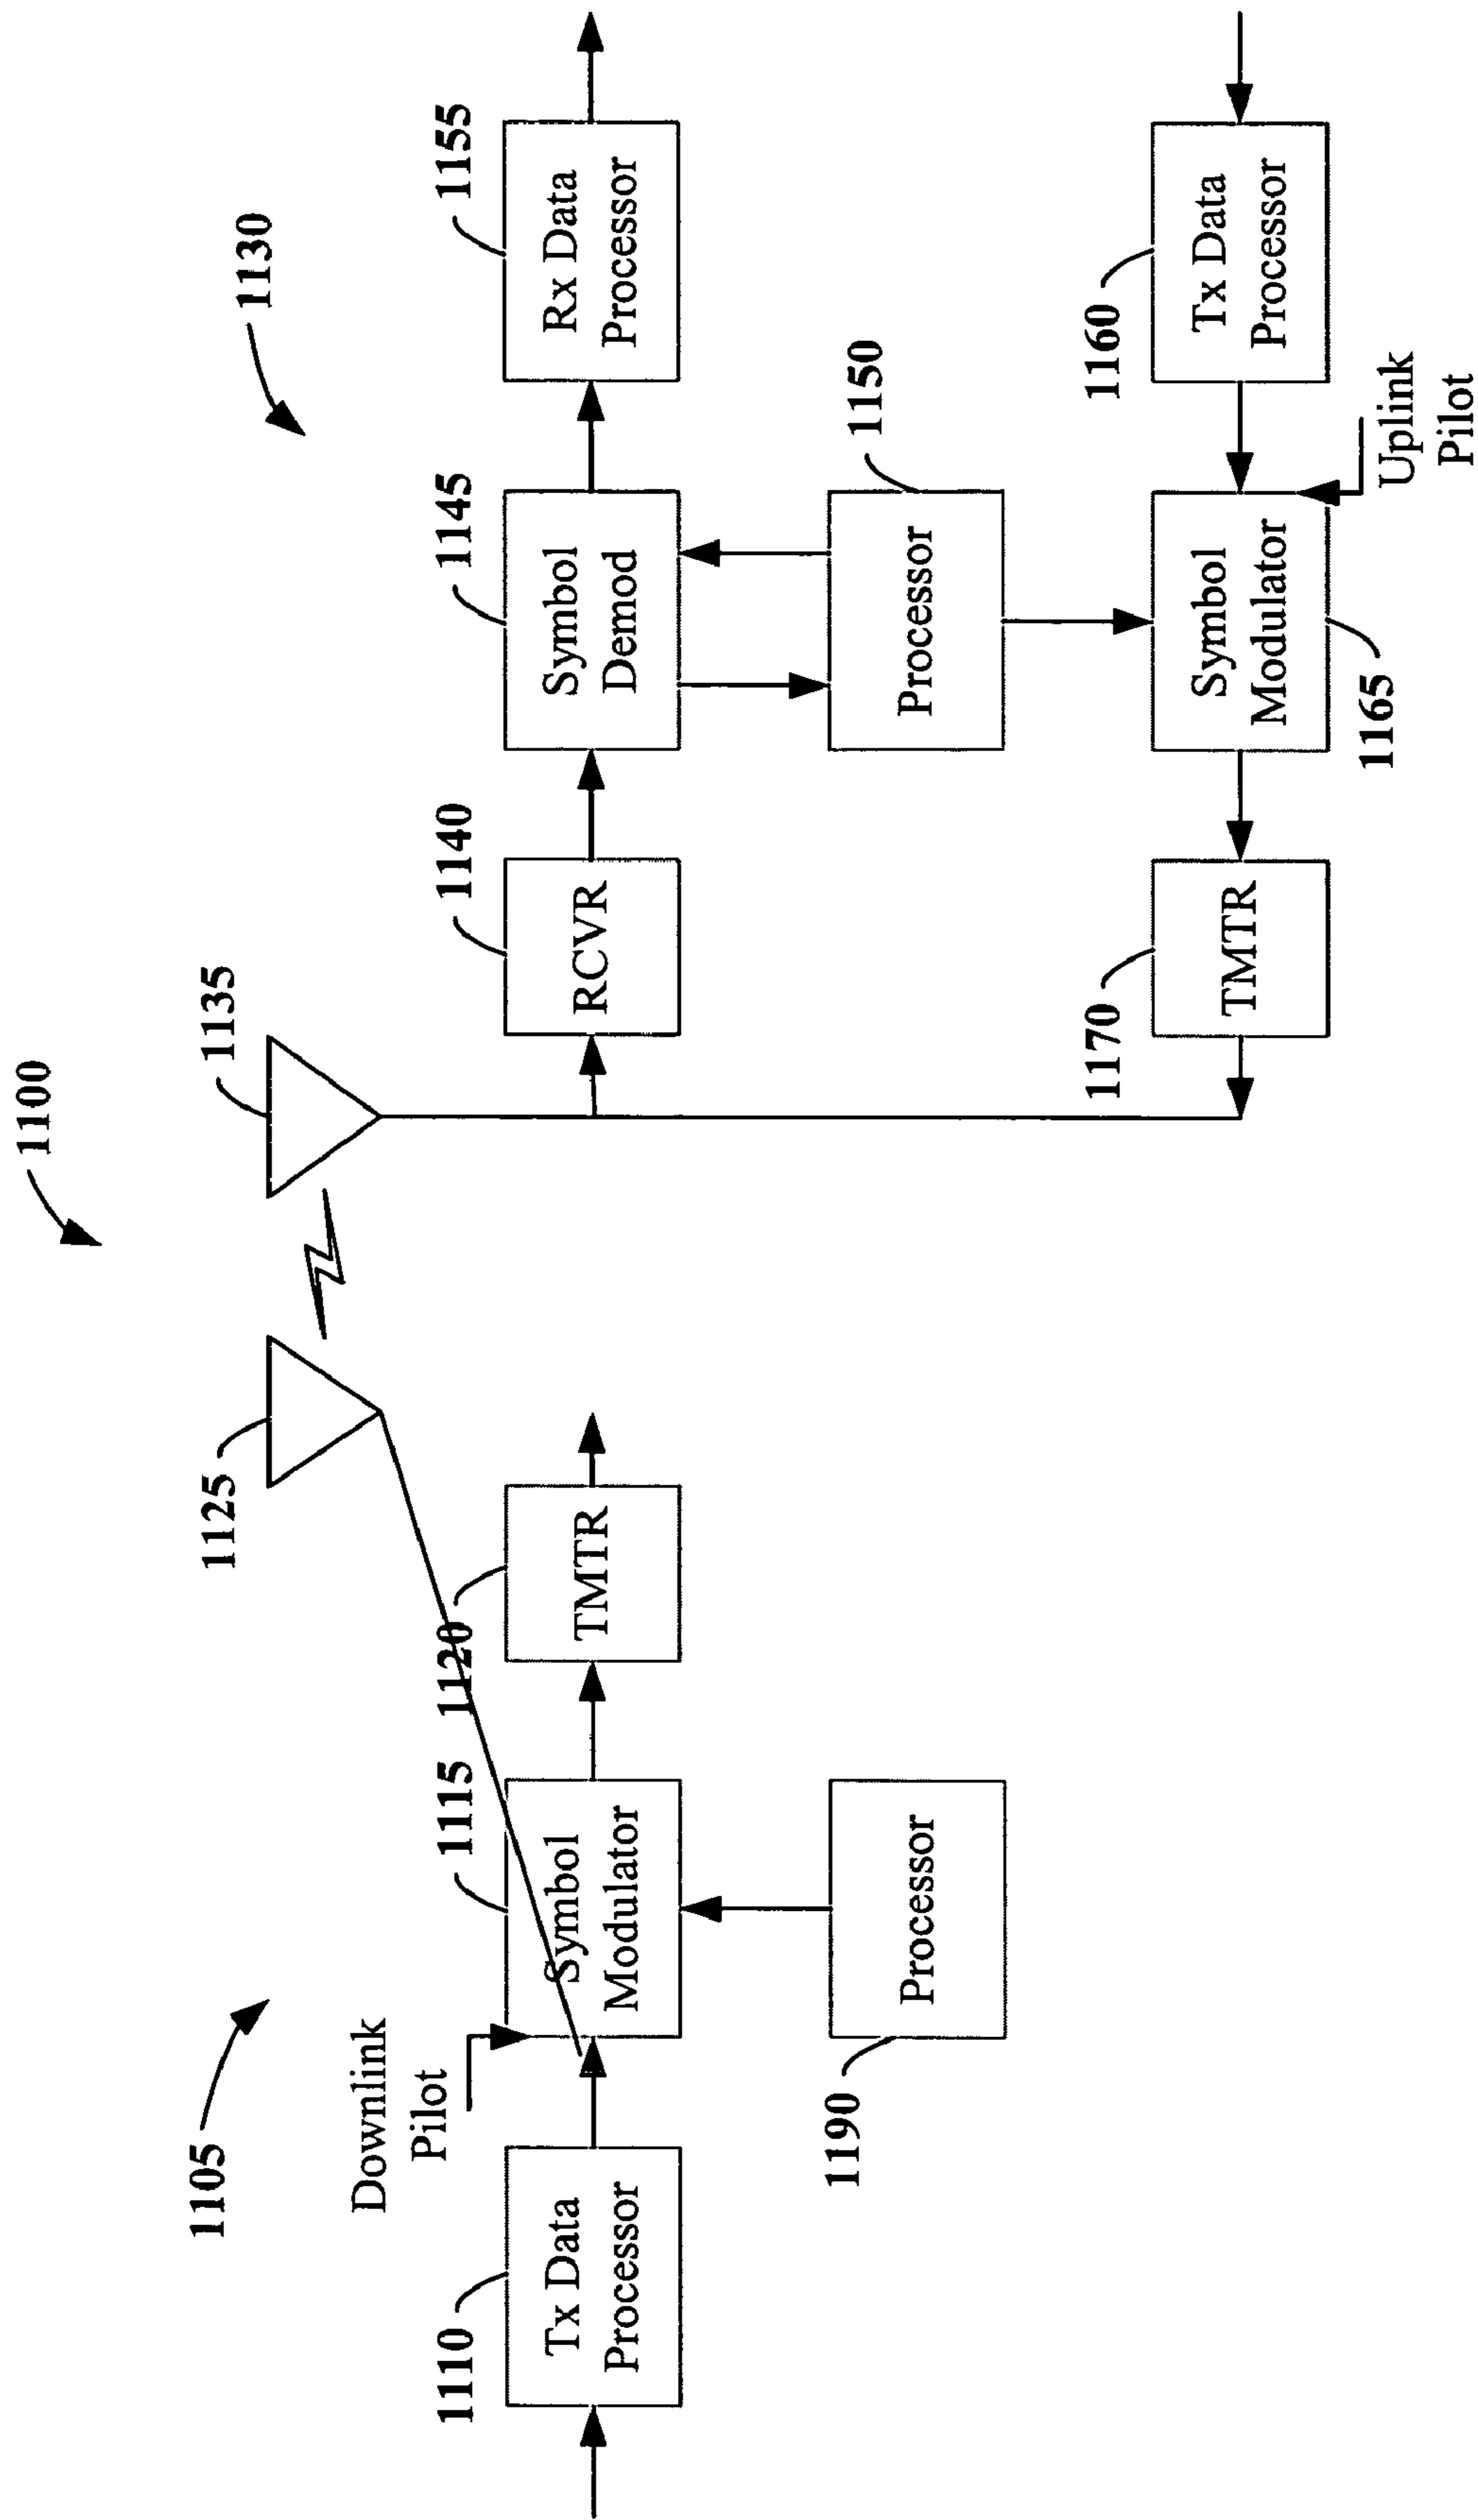 1100
1105
1130
1125
1135
Downlink
Pilot
1110
1115
1120
1140
1145
1155
Tx Data
Processor
Symbol
Modulator
TMTR
RCVR
Symbol
Demod
Rx Data
Processor
1190
1150
Processor
Processor
1170
1160
TMTR
Symbol
Modulator
Tx Data
Processor
1165
Uplink
Pilot